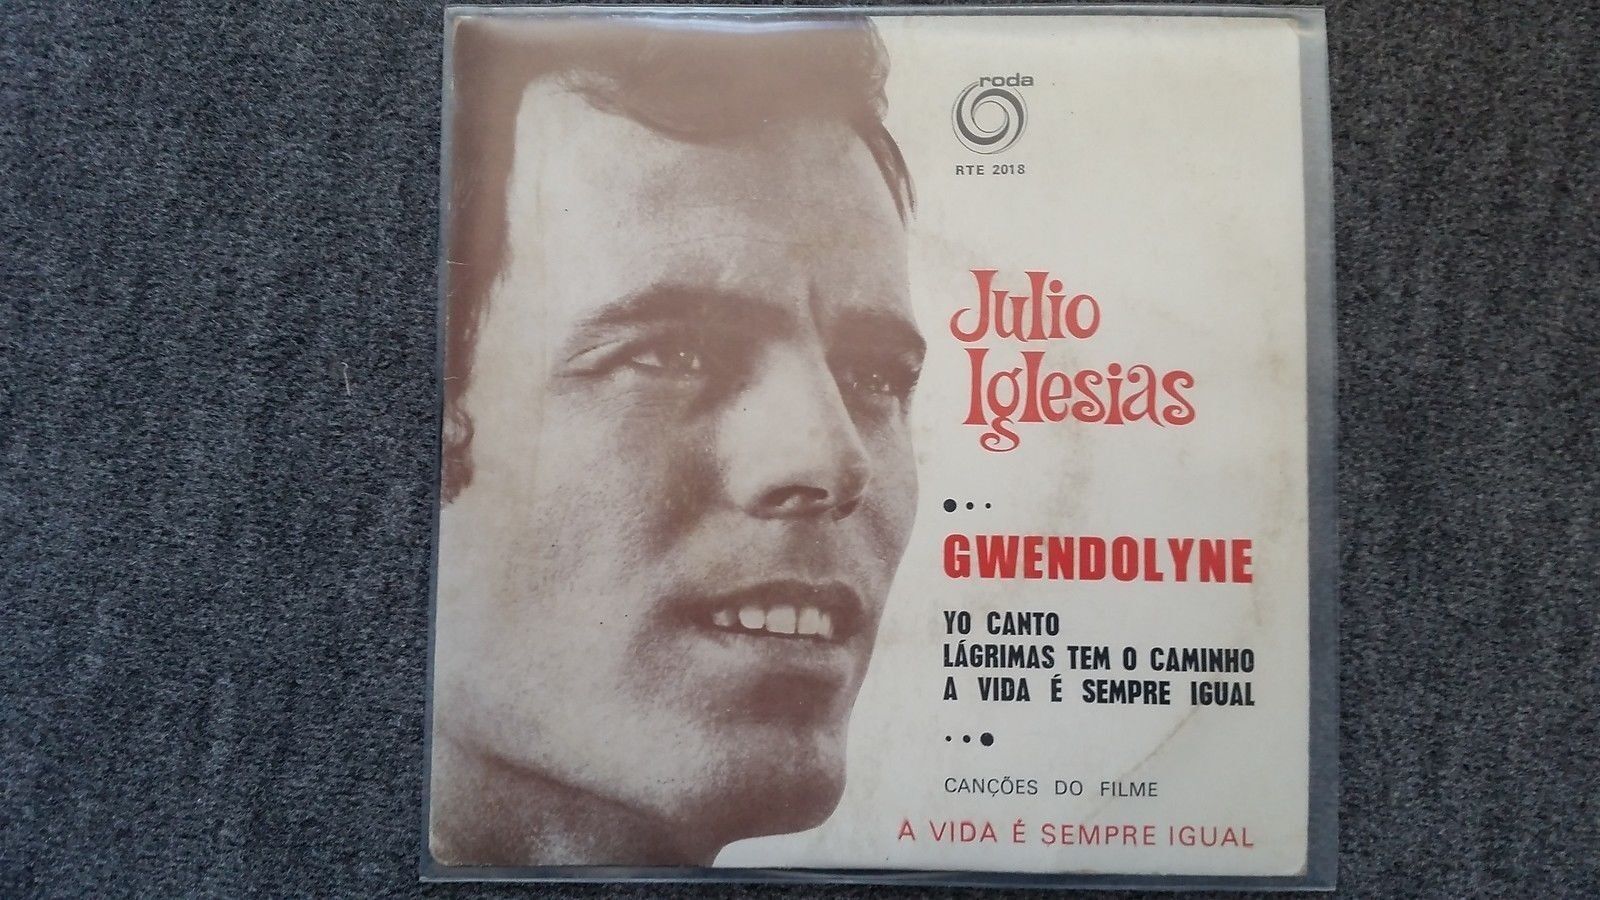 roda
RTE 2018
Julio
Iglesias
GWENDOLYNE
YO CANTO
LÁGRIMAS TEM O CAMINHO
A VIDA É SEMPRE IGUAL
CANÇÕES DO FILME
A VIDA É SEMPRE IGUAL